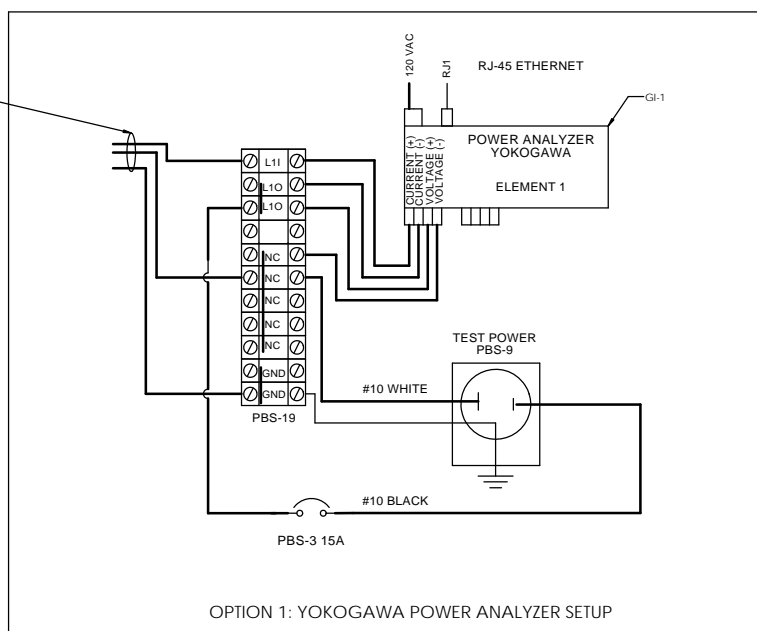 120 VAC
RJ1
RJ-45 ETHERNET
GI-1
POWER ANALYZER
YOKOGAWA
ELEMENT 1
CURRENT (+)
CURRENT (-)
VOLTAGE (+)
VOLTAGE (-)
L1I
L1O
L1O
NC
NC
NC
NC
NC
GND
GND
PBS-19
TEST POWER
PBS-9
#10 WHITE
#10 BLACK
PBS-3 15A
OPTION 1: YOKOGAWA POWER ANALYZER SETUP